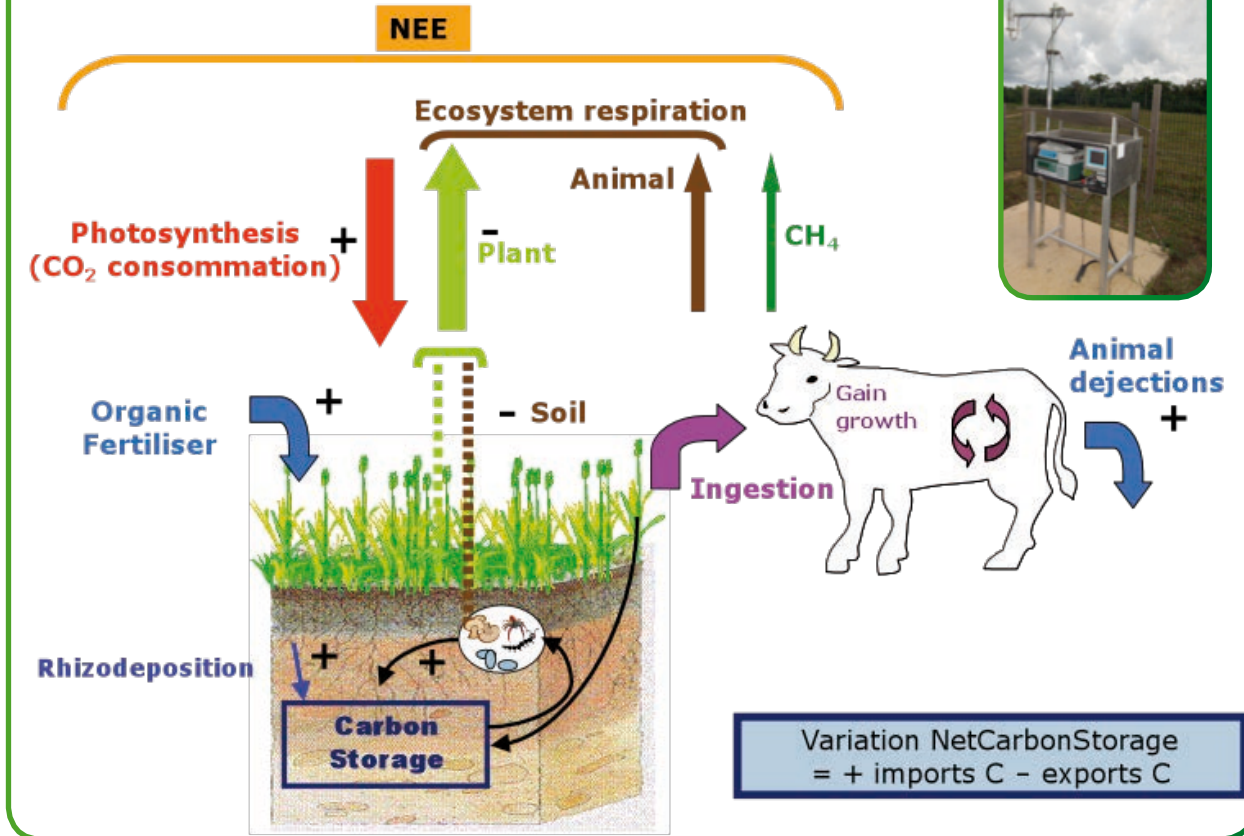 NEE
Ecosystem respiration
Animal
Photosynthesis
(CO₂ consommation)
+
-
Plant
CH₄
Organic
Fertiliser
+
- Soil
Gain
growth
Animal
dejections
+
Ingestion
Rhizodeposition
+
+
Carbon
Storage
Variation NetCarbonStorage
= + imports C – exports C